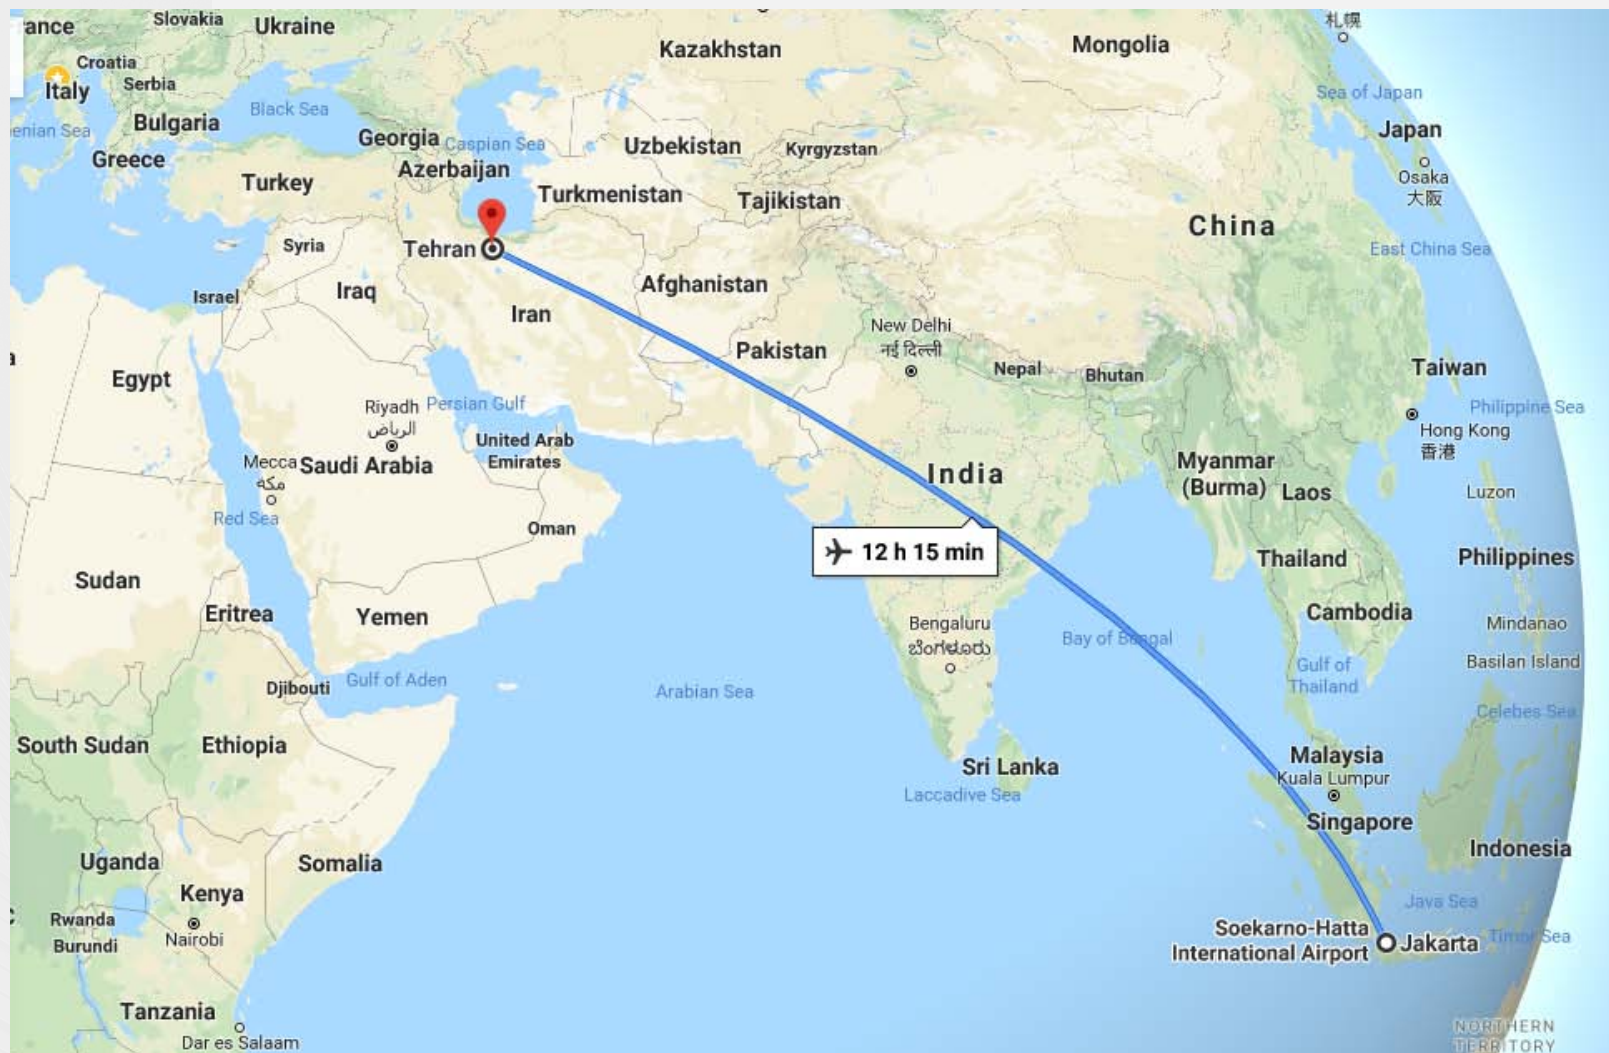 ance
Slovakia
Ukraine
Kazakhstan
Mongolia
札幌
Croatia
Serbia
Italy
Black Sea
Sea of Japan
enian Sea
Bulgaria
Georgia
Caspian Sea
Uzbekistan
Kyrgyzstan
Japan
Greece
Azerbaijan
Turkey
Turkmenistan
Tajikistan
Osaka
大阪
China
Syria
Tehran
East China Sea
Israel
Iraq
Iran
Afghanistan
a
New Delhi
नई दिल्ली
Pakistan
Nepal
Bhutan
Taiwan
Egypt
Riyadh
الرياض
Persian Gulf
Philippine Sea
Hong Kong
香港
United Arab
Emirates
Mecca
مكة
Saudi Arabia
India
Myanmar
(Burma)
Laos
Luzon
Red Sea
Oman
12 h 15 min
Thailand
Philippines
Sudan
Eritrea
Yemen
Cambodia
Bengaluru
ಬೆಂಗಳೂರು
Bay of Bengal
Mindanao
Basilan Island
Gulf of
Thailand
Djibouti
Gulf of Aden
Arabian Sea
Celebes Sea
South Sudan
Ethiopia
Sri Lanka
Malaysia
Kuala Lumpur
Laccadive Sea
Singapore
Uganda
Somalia
Indonesia
Kenya
Java Sea
Rwanda
Burundi
Nairobi
Soekarno-Hatta
International Airport
Jakarta
Timor Sea
Tanzania
Dar es Salaam
NORTHERN
TERRITORY